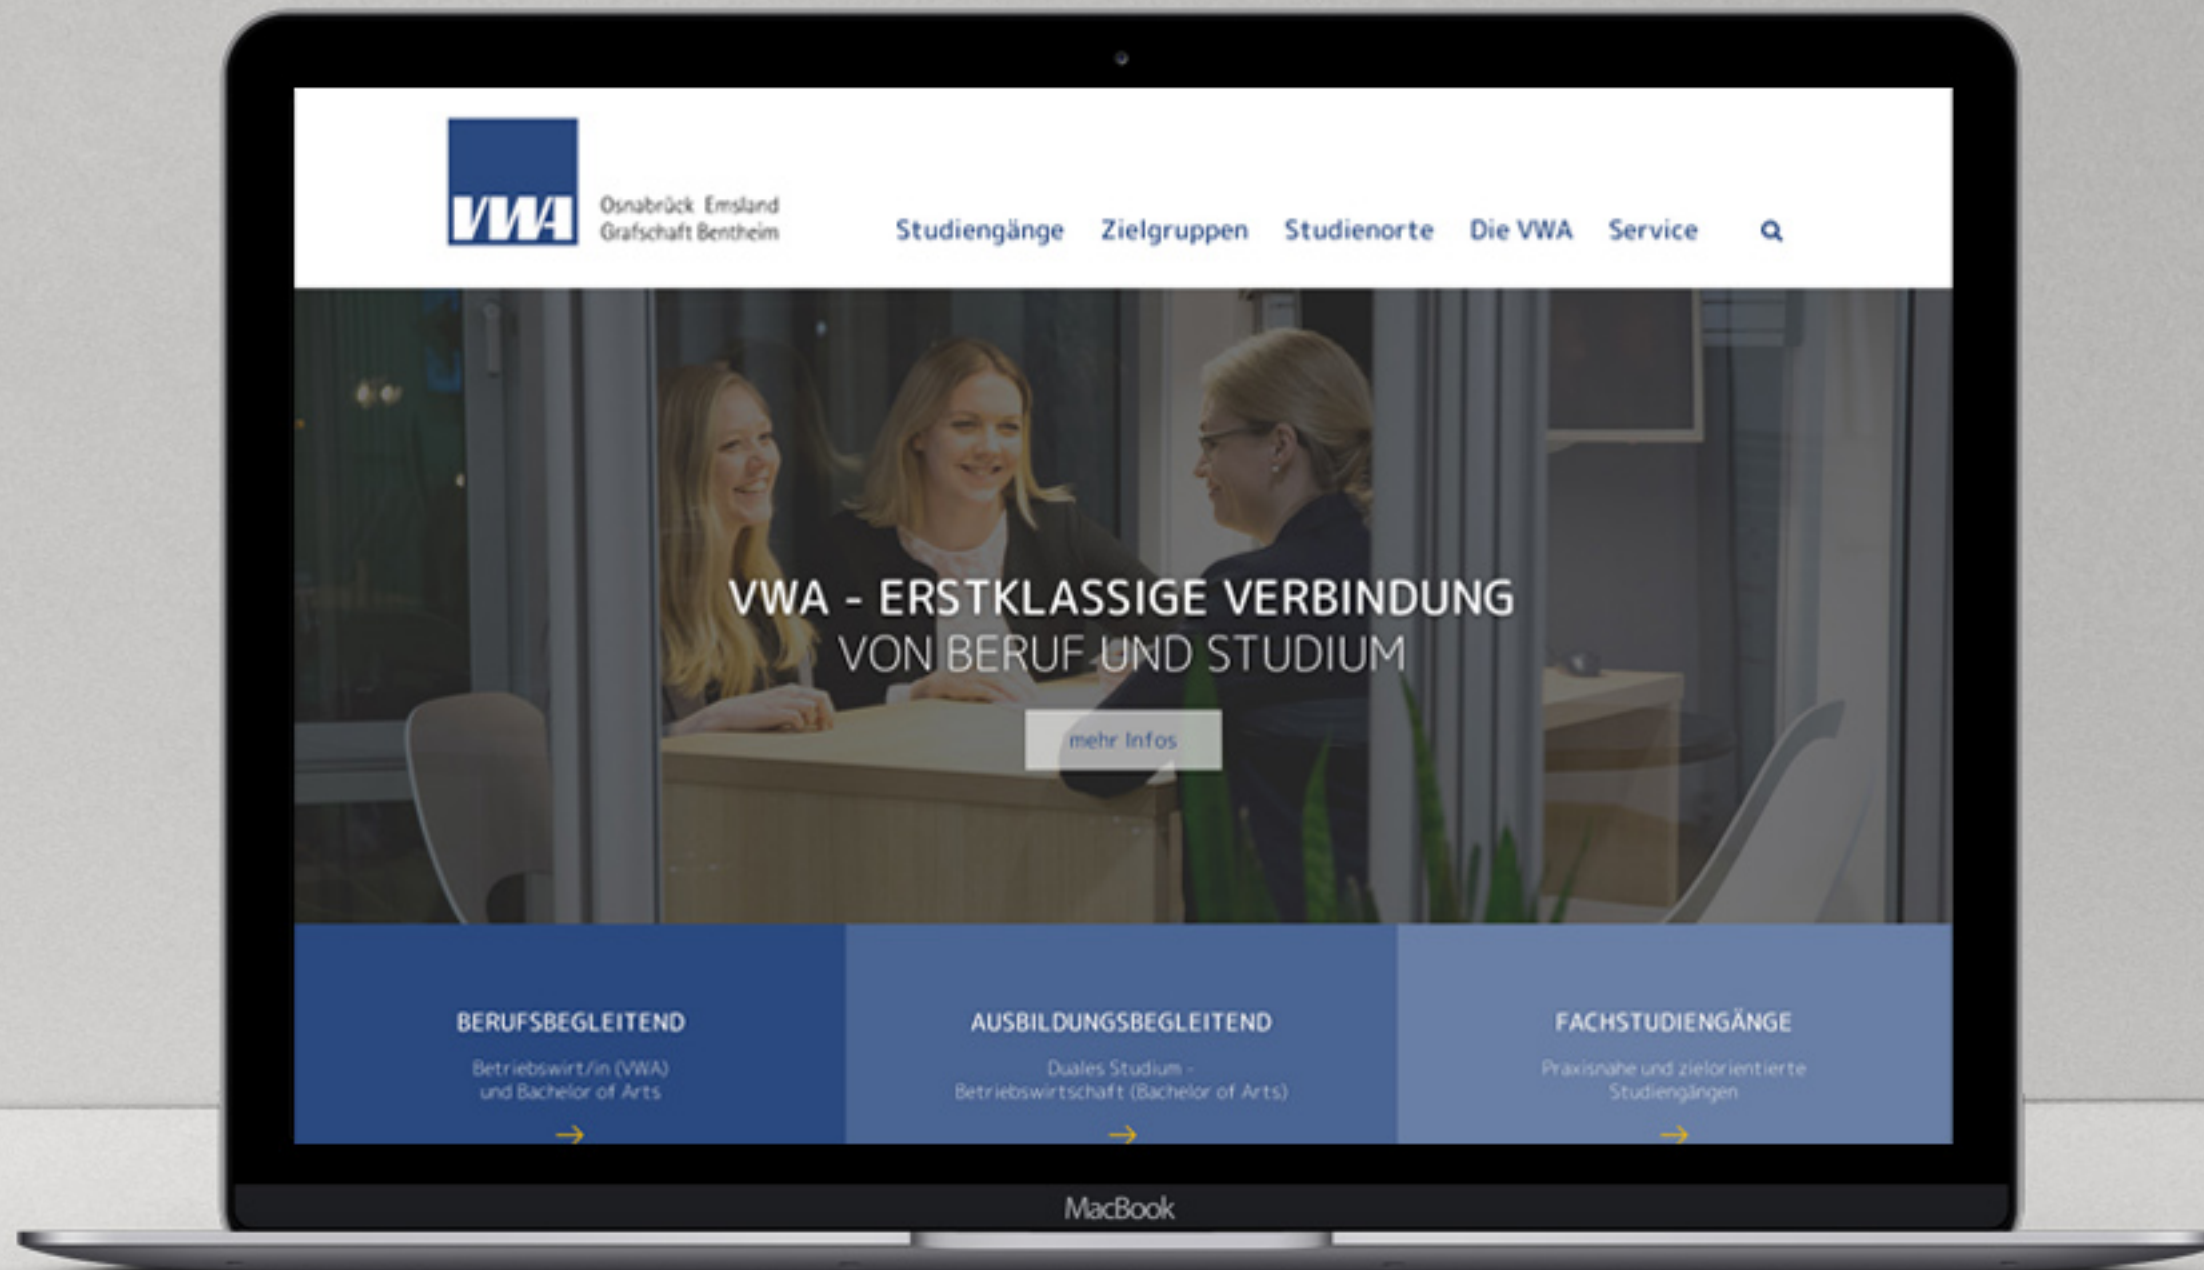 VWA
Osnabrück Emsland
Grafschaft Bentheim
Studiengänge Zielgruppen Studienorte Die VWA Service
VWA - ERSTKLASSIGE VERBINDUNG
VON BERUF UND STUDIUM
mehr Infos
BERUFSBEGLEITEND
Betriebswirt/in (VWA)
und Bachelor of Arts
AUSBILDUNGSBEGLEITEND
Duales Studium -
Betriebswirtschaft (Bachelor of Arts)
FACHSTUDIENGÄNGE
Praxisnahe und zielorientierte
Studiengängen
MacBook